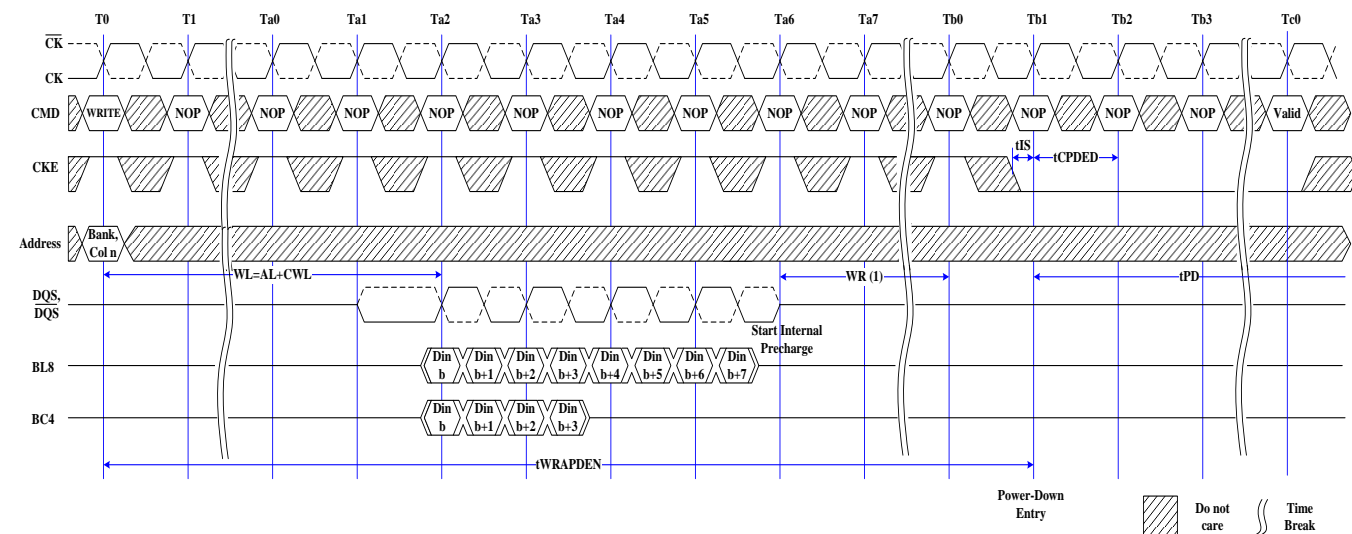 T0 T1 Ta0 Ta1 Ta2 Ta3 Ta4 Ta5 Ta6 Ta7 Tb0 Tb1 Tb2 Tb3 Tc0
CK
CK
CMD WRITE NOP NOP NOP NOP NOP NOP NOP NOP NOP NOP NOP NOP NOP Valid
tIS
tCPDED
CKE
Address Bank,
Col n
WL=AL+CWL WR (1) tPD
DQS,
DQS
Start Internal
Precharge
BL8
Din Din Din Din Din Din Din Din
b b+1 b+2 b+3 b+4 b+5 b+6 b+7
BC4
Din Din Din Din
b b+1 b+2 b+3
tWRAPDEN
Power-Down
Entry
Do not
care
Time
Break